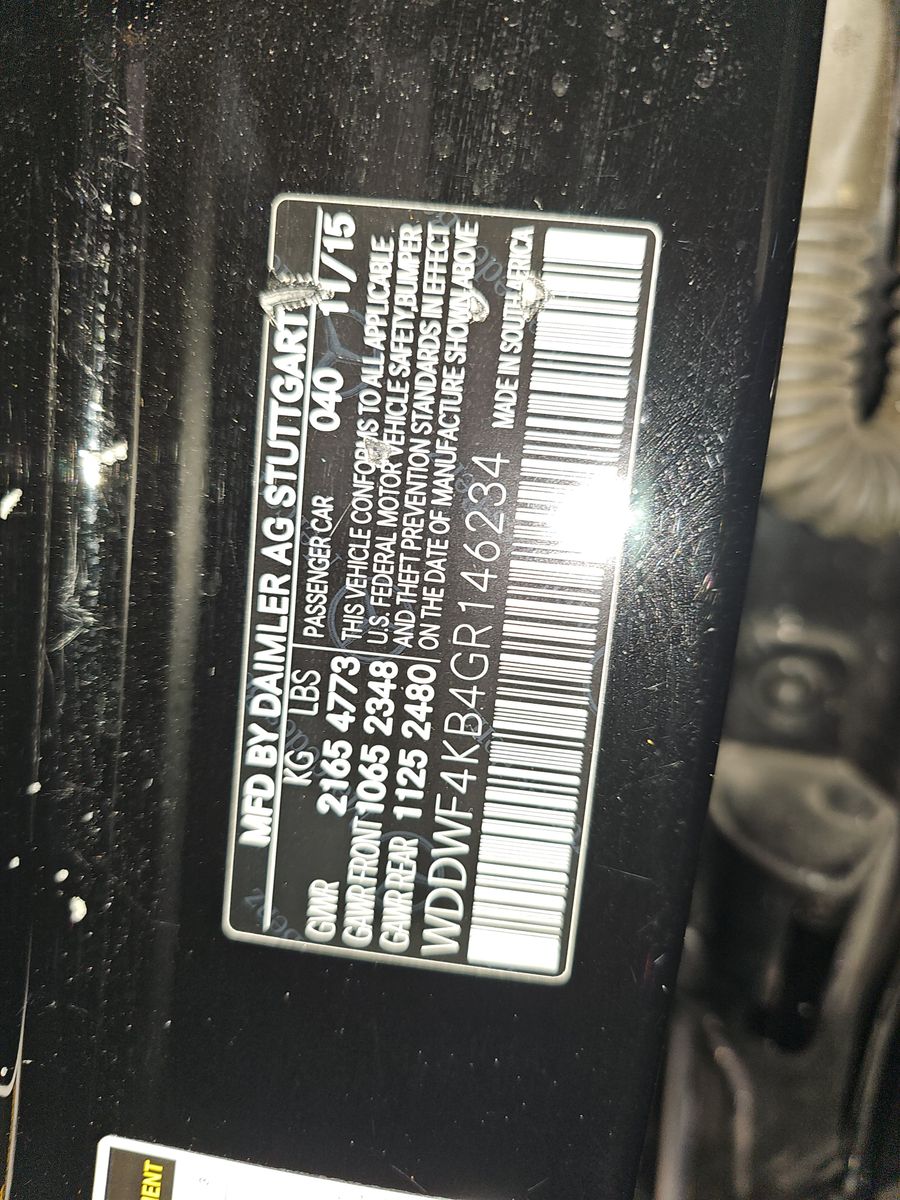 MFD BY DAIMLER AG STUTTGART
KG LBS PASSENGER CAR 040 11/15
GVWR 2165 4773 THIS VEHICLE CONFORMS TO ALL APPLICABLE
GAWR FRONT 1065 2348 U.S. FEDERAL MOTOR VEHICLE SAFETY,BUMPER
GAWR REAR 1125 2480 AND THEFT PREVENTION STANDARDS IN EFFECT
ON THE DATE OF MANUFACTURE SHOWN ABOVE
WDDWF4KB4GR146234 MADE IN SOUTH AFRICA